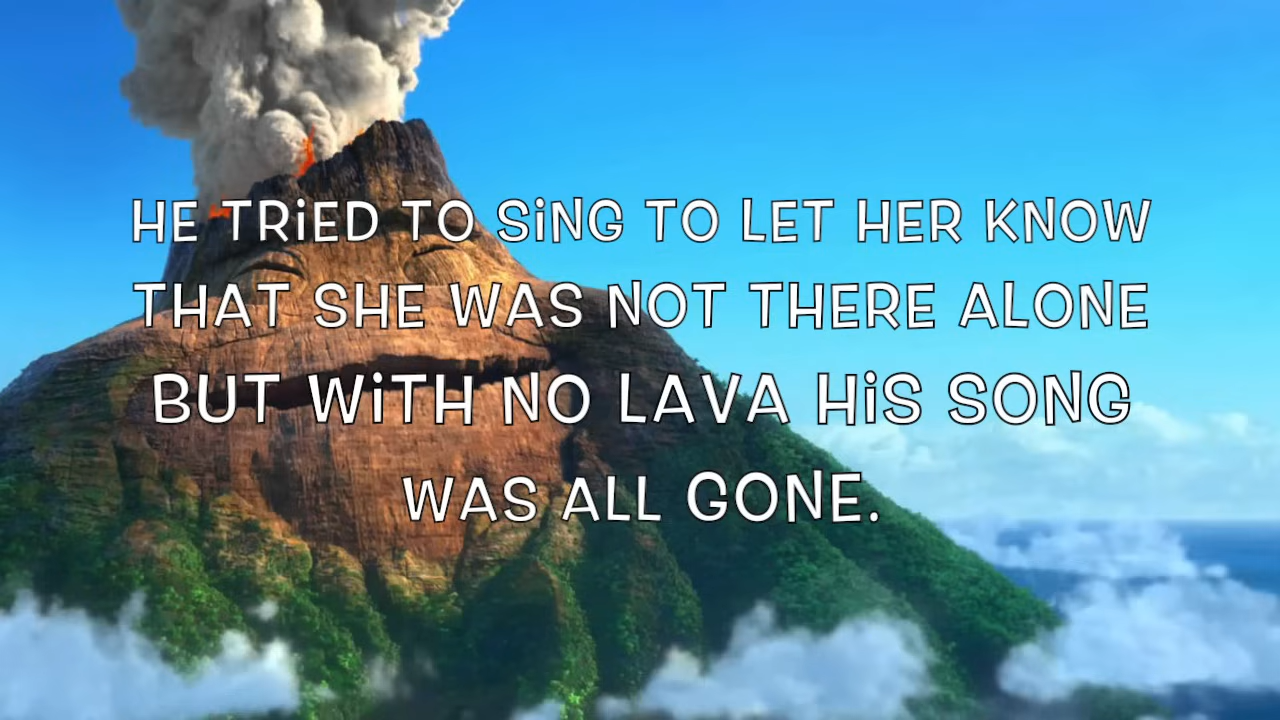 HE TRiED TO SiNG TO LET HER KNOW
THAT SHE WAS NOT THERE ALONE
BUT WiTH NO LAVA HiS SONG
WAS ALL GONE.